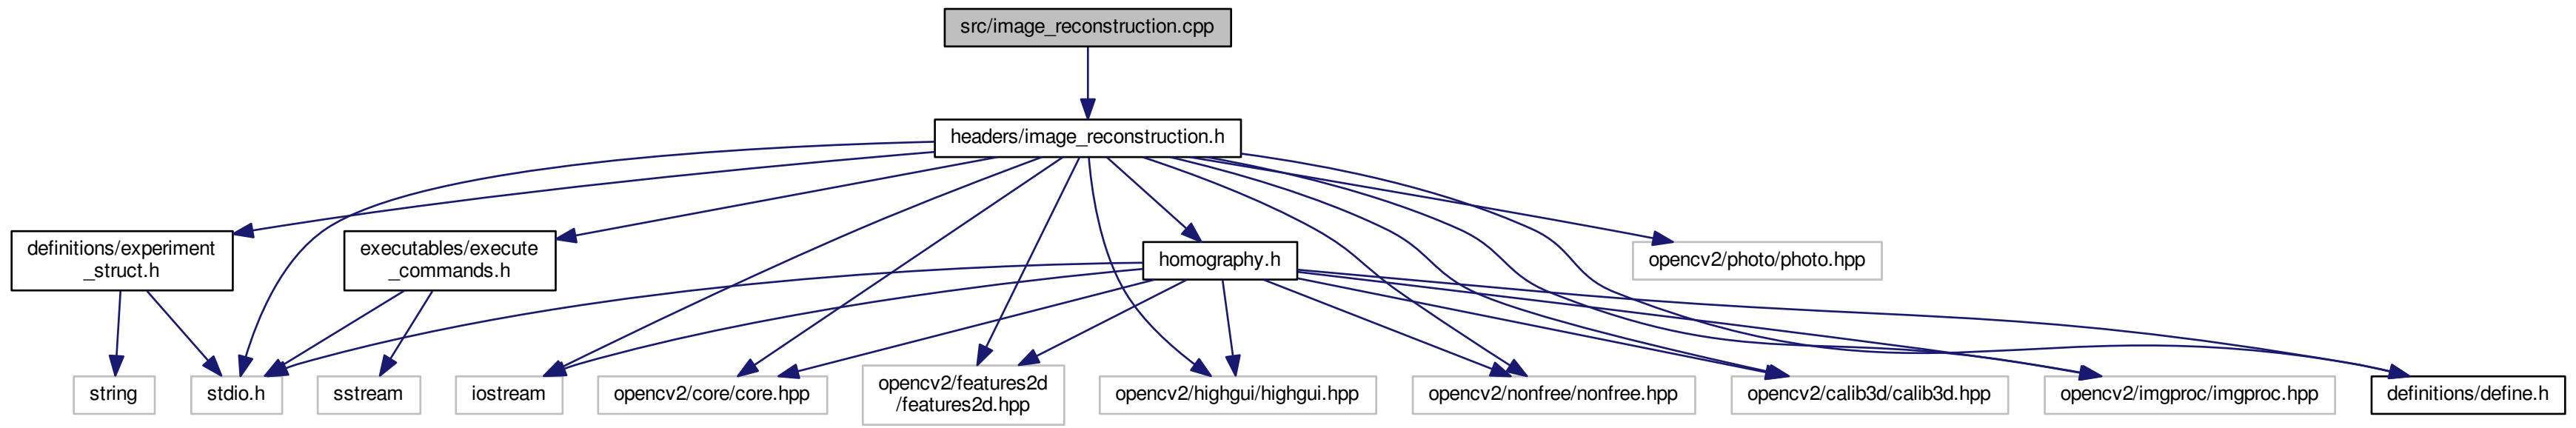 src/image_reconstruction.cpp
headers/image_reconstruction.h
definitions/experiment
_struct.h
executables/execute
_commands.h
homography.h
opencv2/photo/photo.hpp
string
stdio.h
sstream
iostream
opencv2/core/core.hpp
opencv2/features2d
/features2d.hpp
opencv2/highgui/highgui.hpp
opencv2/nonfree/nonfree.hpp
opencv2/calib3d/calib3d.hpp
opencv2/imgproc/imgproc.hpp
definitions/define.h